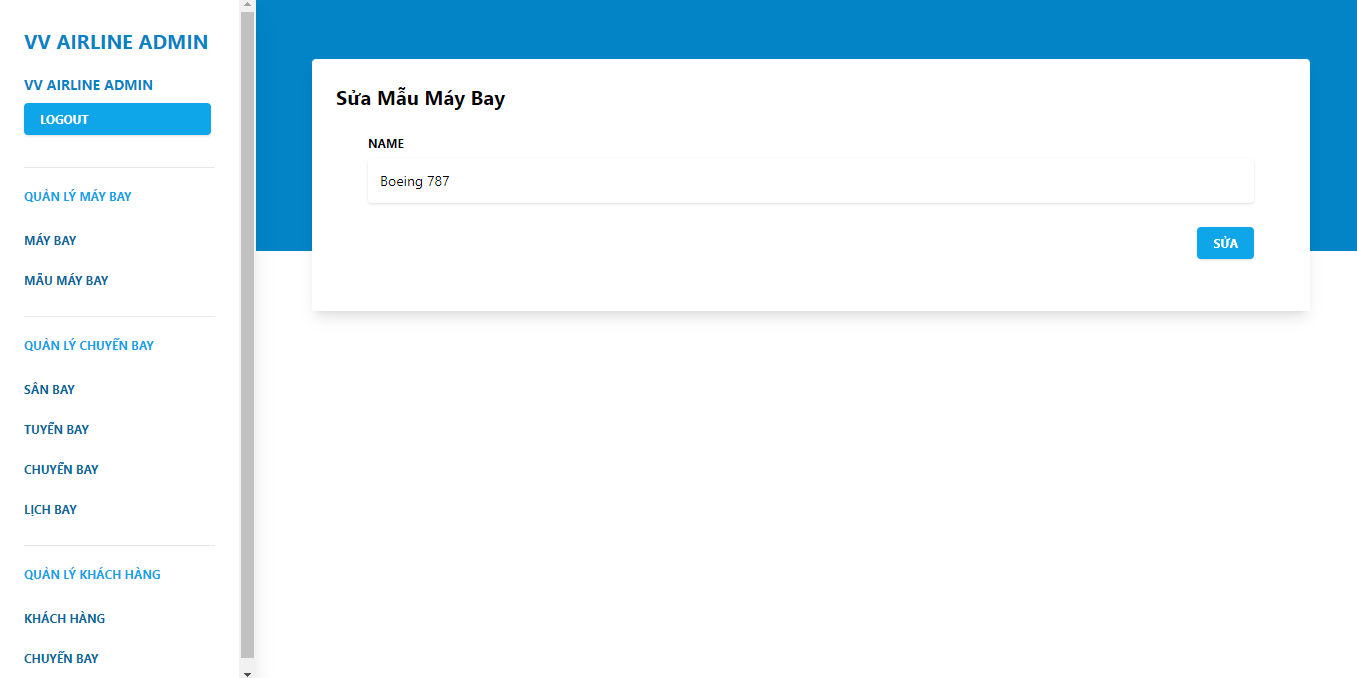 VV AIRLINE ADMIN
VV AIRLINE ADMIN
LOGOUT
QUẢN LÝ MÁY BAY
MÁY BAY
MẪU MÁY BAY
QUẢN LÝ CHUYẾN BAY
SÂN BAY
TUYẾN BAY
CHUYẾN BAY
LỊCH BAY
QUẢN LÝ KHÁCH HÀNG
KHÁCH HÀNG
CHUYẾN BAY
Sửa Mẫu Máy Bay
NAME
Boeing 787
SỬA